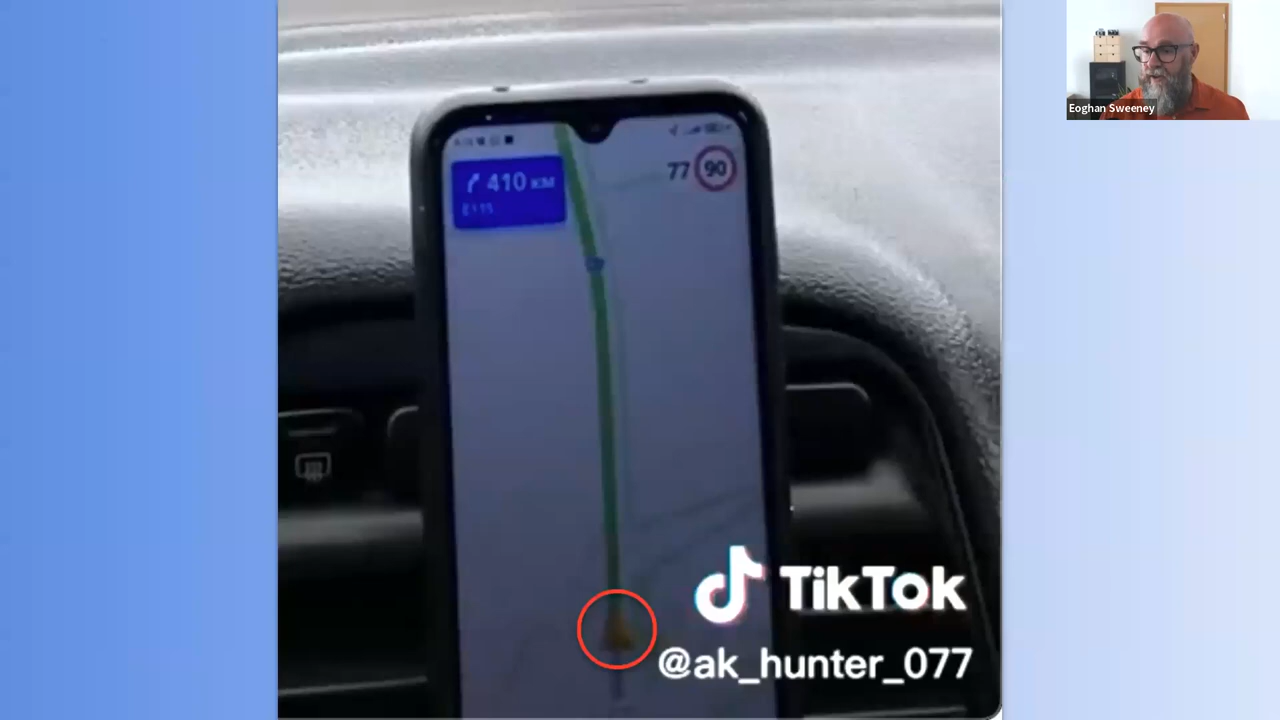 410 КМ
77 90
TikTok
@ak_hunter_077
Eoghan Sweeney